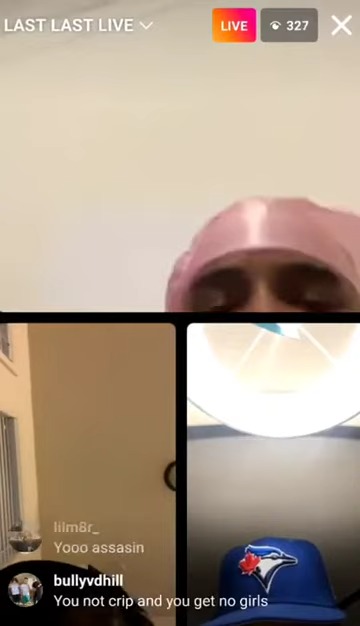 LAST LAST LIVE
LIVE
327
lilm8r_
Yooo assasin
bullyvdhill
You not crip and you get no girls